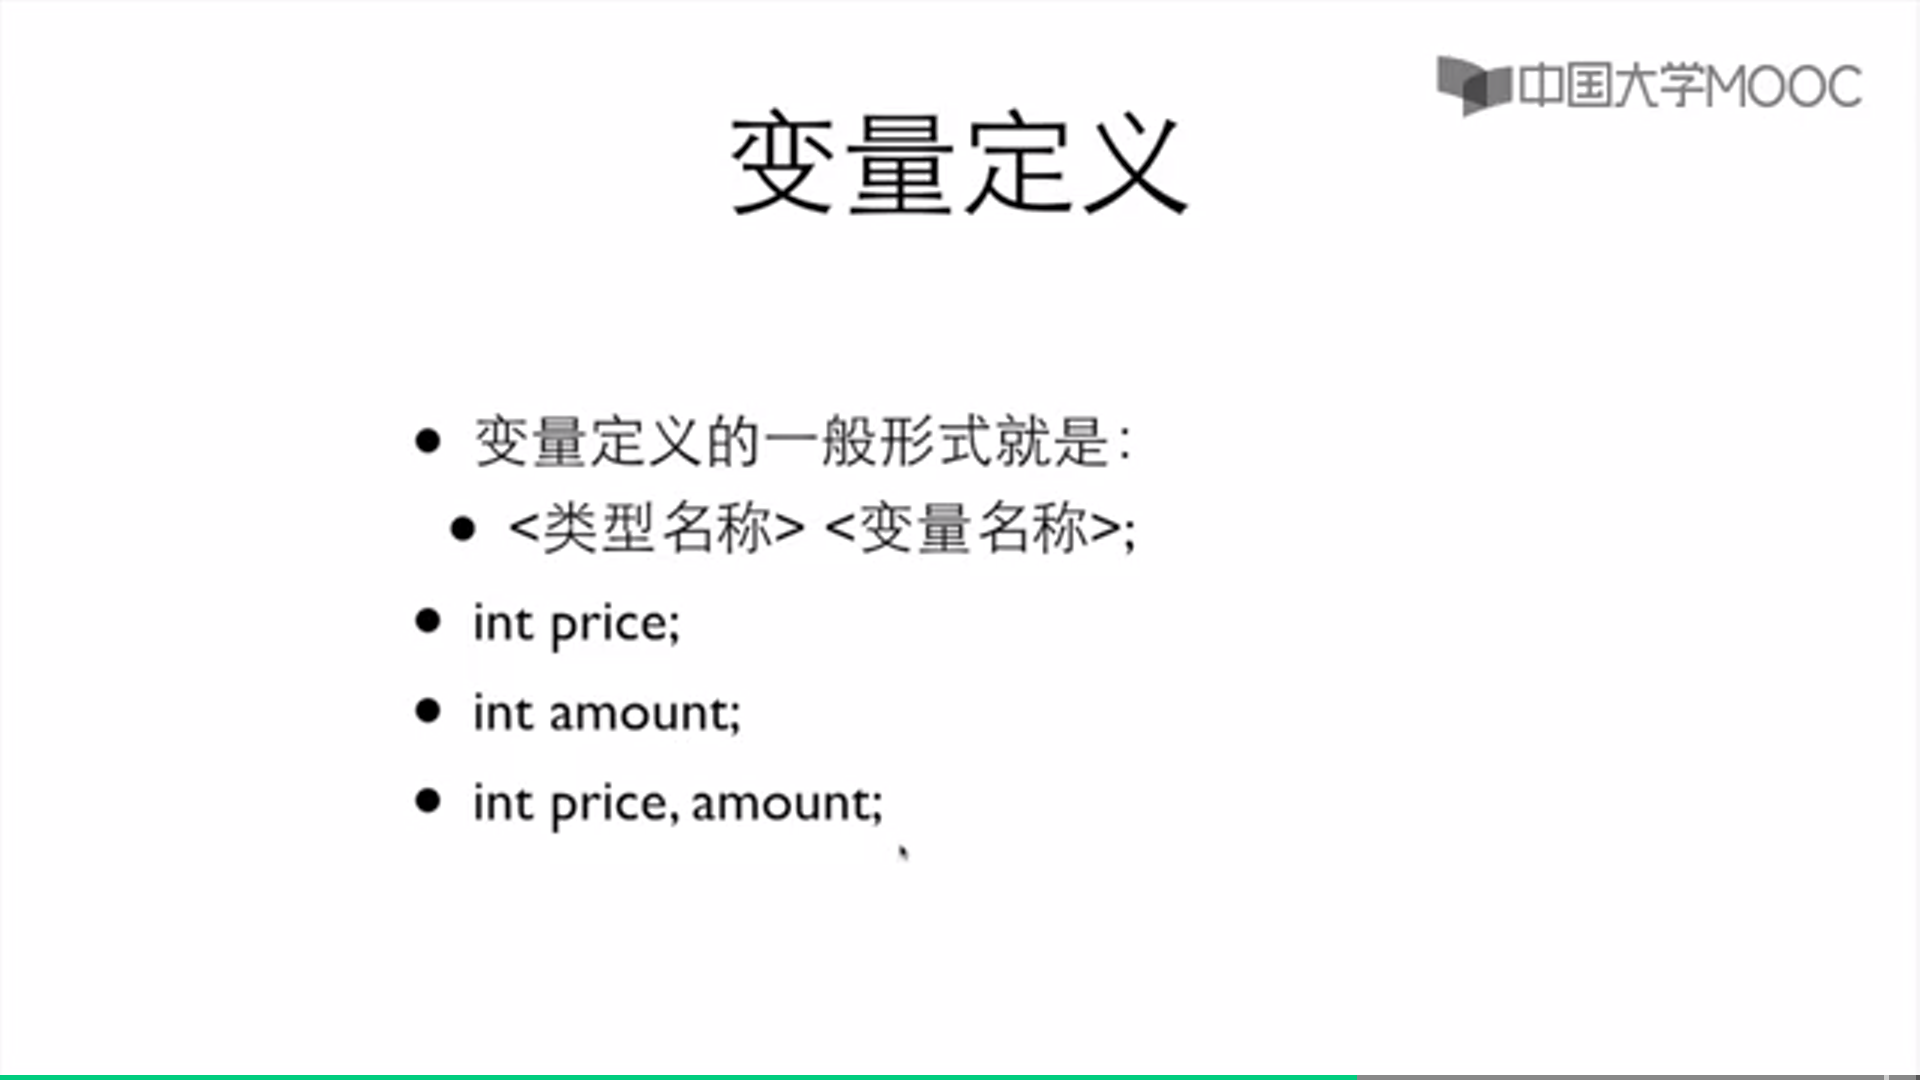 中国大学MOOC
变量定义
变量定义的一般形式就是:
<类型名称> <变量名称>;
int price;
int amount;
int price, amount;